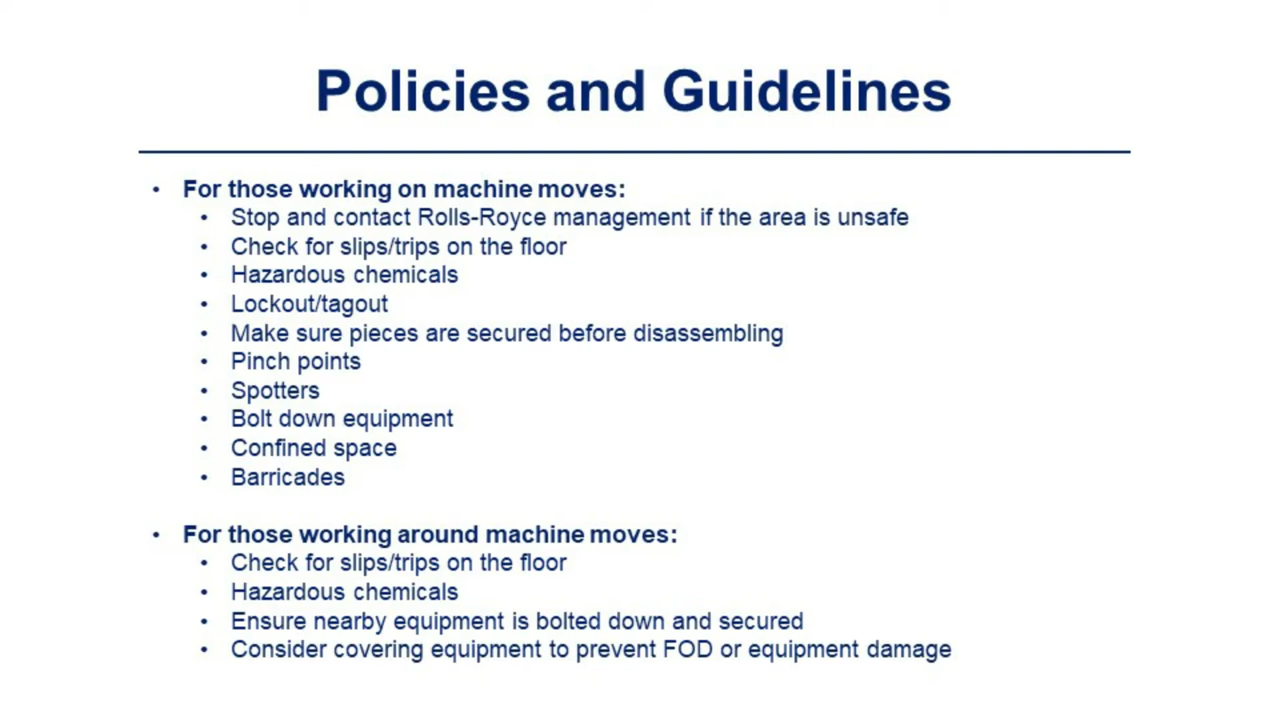 Policies and Guidelines
• For those working on machine moves:
• Stop and contact Rolls-Royce management if the area is unsafe
• Check for slips/trips on the floor
• Hazardous chemicals
• Lockout/tagout
• Make sure pieces are secured before disassembling
• Pinch points
• Spotters
• Bolt down equipment
• Confined space
• Barricades
• For those working around machine moves:
• Check for slips/trips on the floor
• Hazardous chemicals
• Ensure nearby equipment is bolted down and secured
• Consider covering equipment to prevent FOD or equipment damage